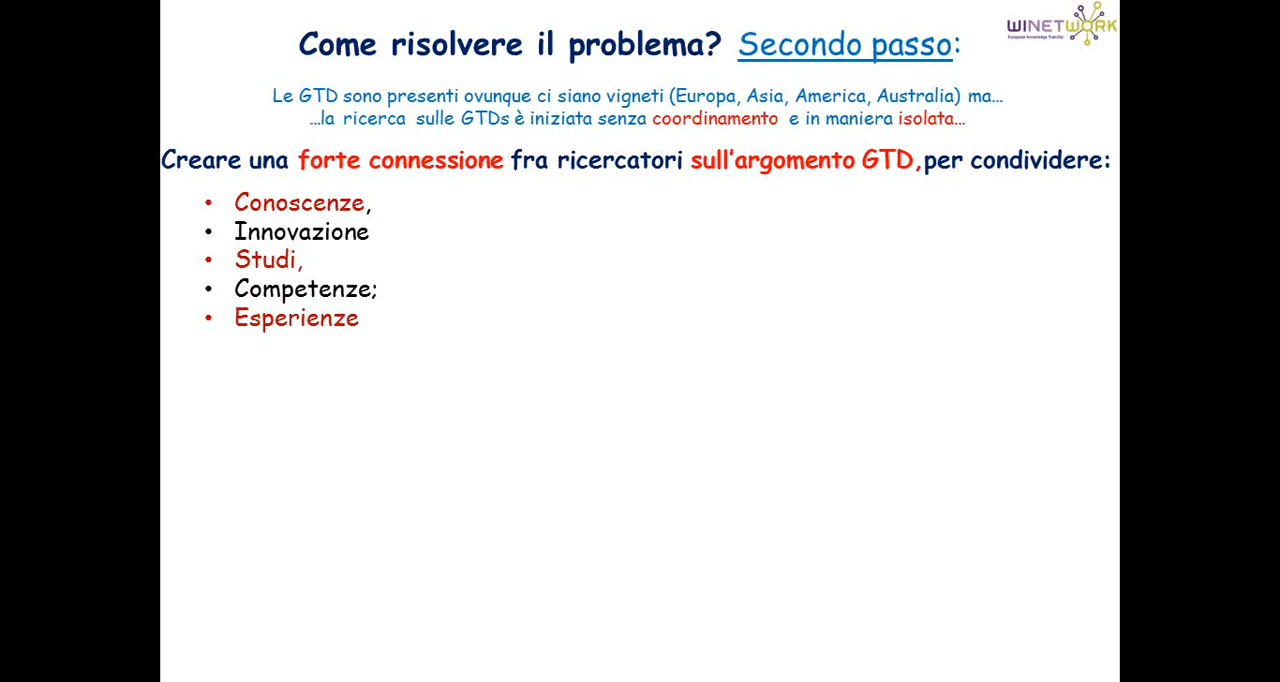 WINETWORK
Come risolvere il problema? Secondo passo:
Le GTD sono presenti ovunque ci siano vigneti (Europa, Asia, America, Australia) ma...
...la ricerca sulle GTDs è iniziata senza coordinamento e in maniera isolata...
Creare una forte connessione fra ricercatori sull'argomento GTD,per condividere:
• Conoscenze,
• Innovazione
• Studi,
• Competenze;
• Esperienze